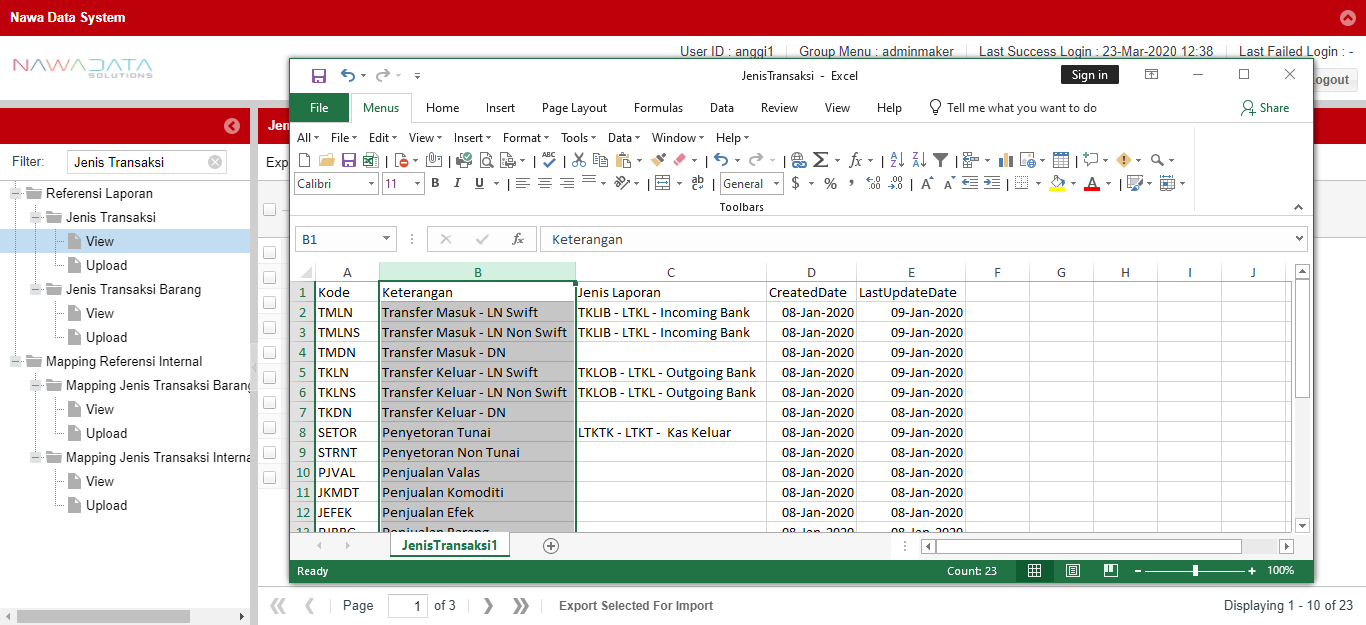 Nawa Data System
NAWADATA
SOLUTIONS
User ID : anggi1 Group Menu : adminmaker Last Success Login : 23-Mar-2020 12:38 Last Failed Login : -
JenisTransaksi - Excel Sign in
File Menus Home Insert Page Layout Formulas Data Review View Help Tell me what you want to do Share
All File Edit View Insert Format Tools Data Window Help
Calibri 11 B I U General $ % ,
Toolbars
B1 fx Keterangan
Filter: Jenis Transaksi
Referensi Laporan
Jenis Transaksi
View
Upload
Jenis Transaksi Barang
View
Upload
Mapping Referensi Internal
Mapping Jenis Transaksi Barang
View
Upload
Mapping Jenis Transaksi
View
Upload
A B C D E F G H I J
1 Kode Keterangan Jenis Laporan CreatedDate LastUpdateDate
2 TMLN Transfer Masuk - LN Swift TKLIB - LTKL - Incoming Bank 08-Jan-2020 09-Jan-2020
3 TMLNS Transfer Masuk - LN Non Swift TKLIB - LTKL - Incoming Bank 08-Jan-2020 09-Jan-2020
4 TMDN Transfer Masuk - DN 08-Jan-2020 09-Jan-2020
5 TKLN Transfer Keluar - LN Swift TKLOB - LTKL - Outgoing Bank 08-Jan-2020 09-Jan-2020
6 TKLNS Transfer Keluar - LN Non Swift TKLOB - LTKL - Outgoing Bank 08-Jan-2020 09-Jan-2020
7 TKDN Transfer Keluar - DN 08-Jan-2020 08-Jan-2020
8 SETOR Penyetoran Tunai LTKTK - LTKT - Kas Keluar 08-Jan-2020 09-Jan-2020
9 STRNT Penyetoran Non Tunai 08-Jan-2020 08-Jan-2020
10 PJVAL Penjualan Valas 08-Jan-2020 08-Jan-2020
11 JKMDT Penjualan Komoditi 08-Jan-2020 08-Jan-2020
12 JEFEK Penjualan Efek 08-Jan-2020 08-Jan-2020
JenisTransaksi1
Ready Count: 23 100%
Page 1 of 3 Export Selected For Import Displaying 1 - 10 of 23